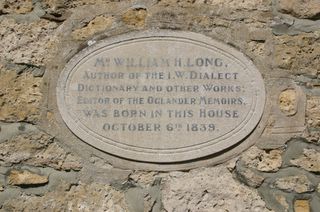 Mr WILLIAM H. LONG,
AUTHOR OF THE I.W. DIALECT
DICTIONARY AND OTHER WORKS;
EDITOR OF THE OGLANDER MEMOIRS,
WAS BORN IN THIS HOUSE
OCTOBER 6TH 1839.